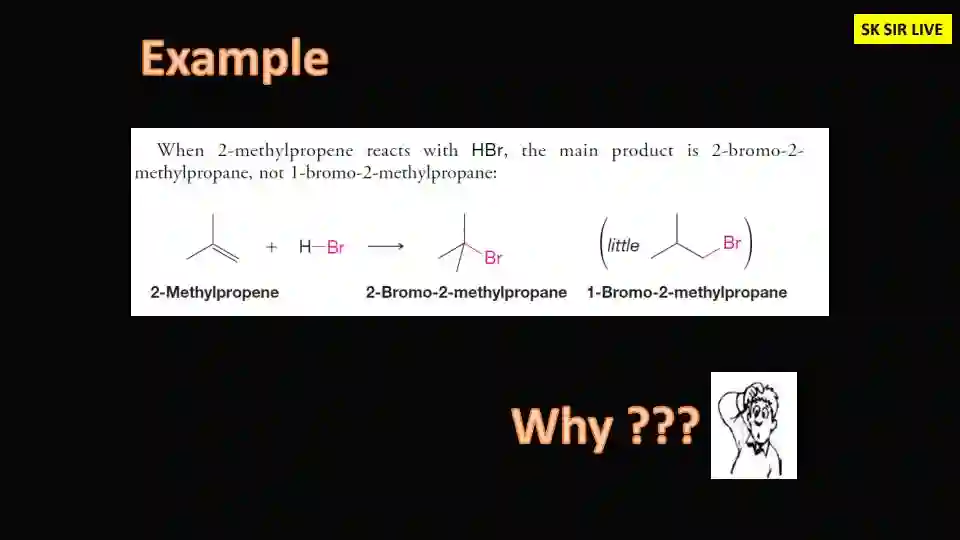 SK SIR LIVE
Example
When 2-methylpropene reacts with HBr, the main product is 2-bromo-2-
methylpropane, not 1-bromo-2-methylpropane:
+ H–Br → Br (little Br)
2-Methylpropene 2-Bromo-2-methylpropane 1-Bromo-2-methylpropane
Why ???